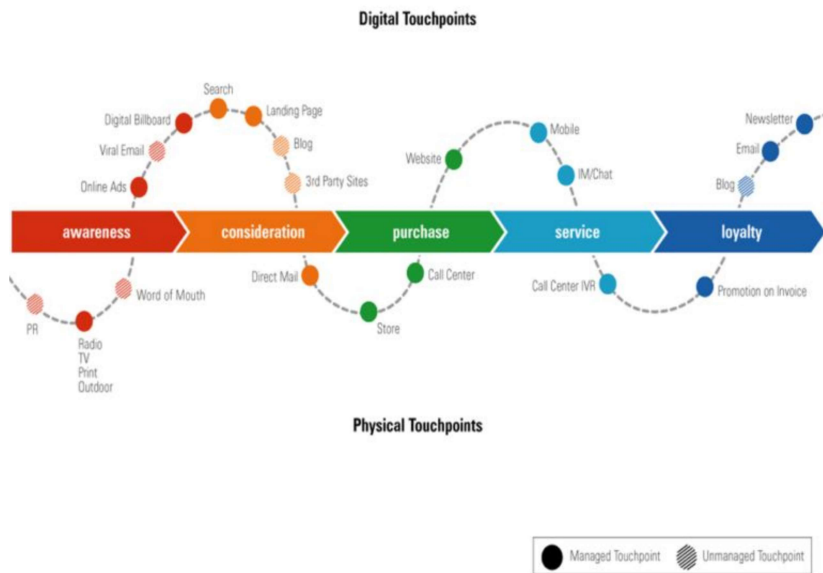 Digital Touchpoints
Search
Digital Billboard
Landing Page
Viral Email
Blog
Online Ads
3rd Party Sites
Mobile
Website
IM/Chat
Newsletter
Email
Blog
awareness
consideration
purchase
service
loyalty
PR
Radio
TV
Print
Outdoor
Word of Mouth
Direct Mail
Store
Call Center
Call Center IVR
Promotion on Invoice
Physical Touchpoints
Managed Touchpoint
Unmanaged Touchpoint